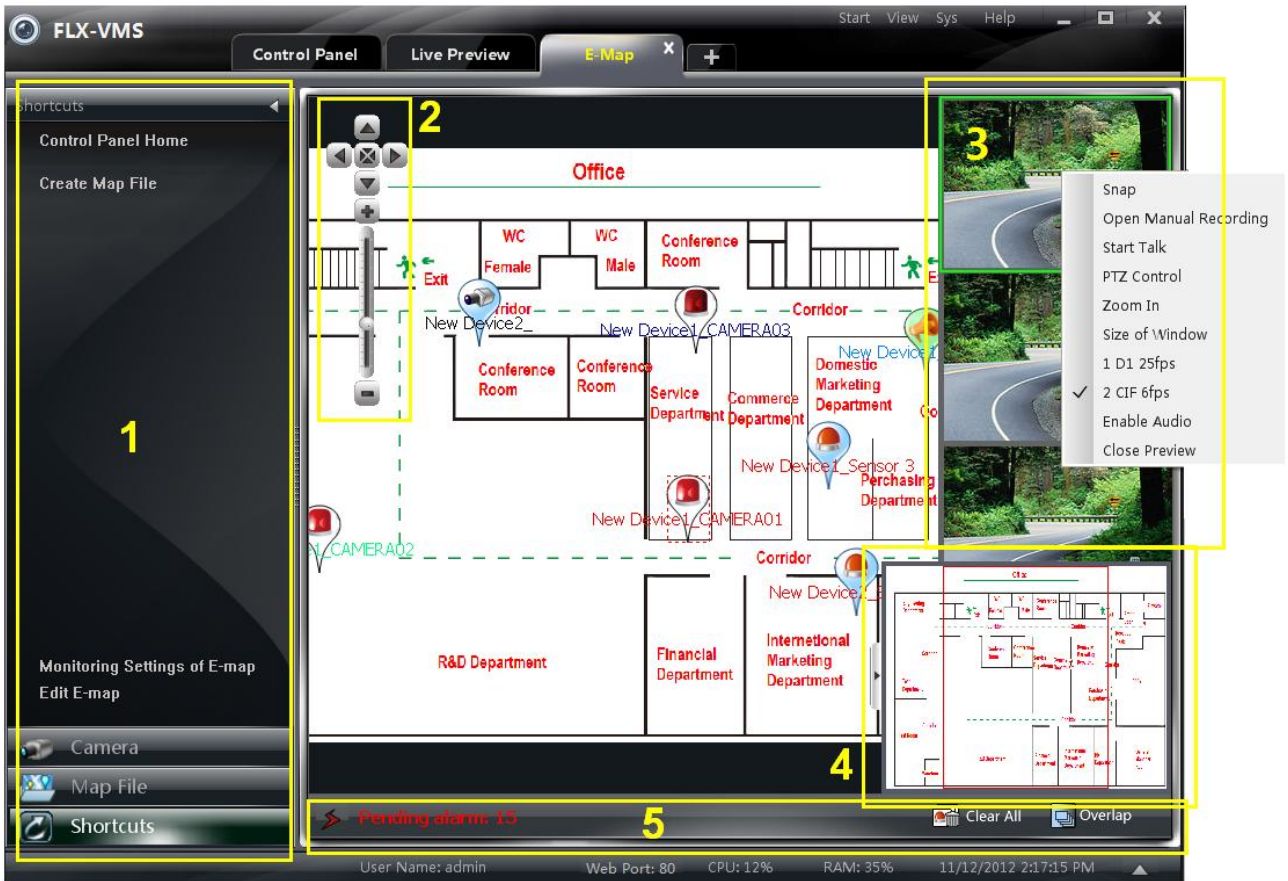 FLX-VMS
Start View Sys Help
Control Panel
Live Preview
E-Map
Shortcuts
Control Panel Home
Create Map File
Monitoring Settings of E-map
Edit E-map
Camera
Map File
Shortcuts
1
2
Office
WC
Female
WC
Male
Conference
Room
Exit
Corridor
New Device2_
New Device1_CAMERA03
New Device1
Conference
Room
Conference
Room
Service
Department
Commerce
Department
Domestic
Marketing
Department
New Device1_Sensor 3
Perchasing
Department
New Device1_CAMERA01
e1_CAMERA02
Corridor
New Device2_
R&D Department
Financial
Department
Internetional
Marketing
Department
3
Snap
Open Manual Recording
Start Talk
PTZ Control
Zoom In
Size of Window
1 D1 25fps
2 CIF 6fps
Enable Audio
Close Preview
4
Office
Pending alarm: 15
5
Clear All
Overlap
User Name: admin
Web Port: 80
CPU: 12%
RAM: 35%
11/12/2012 2:17:15 PM